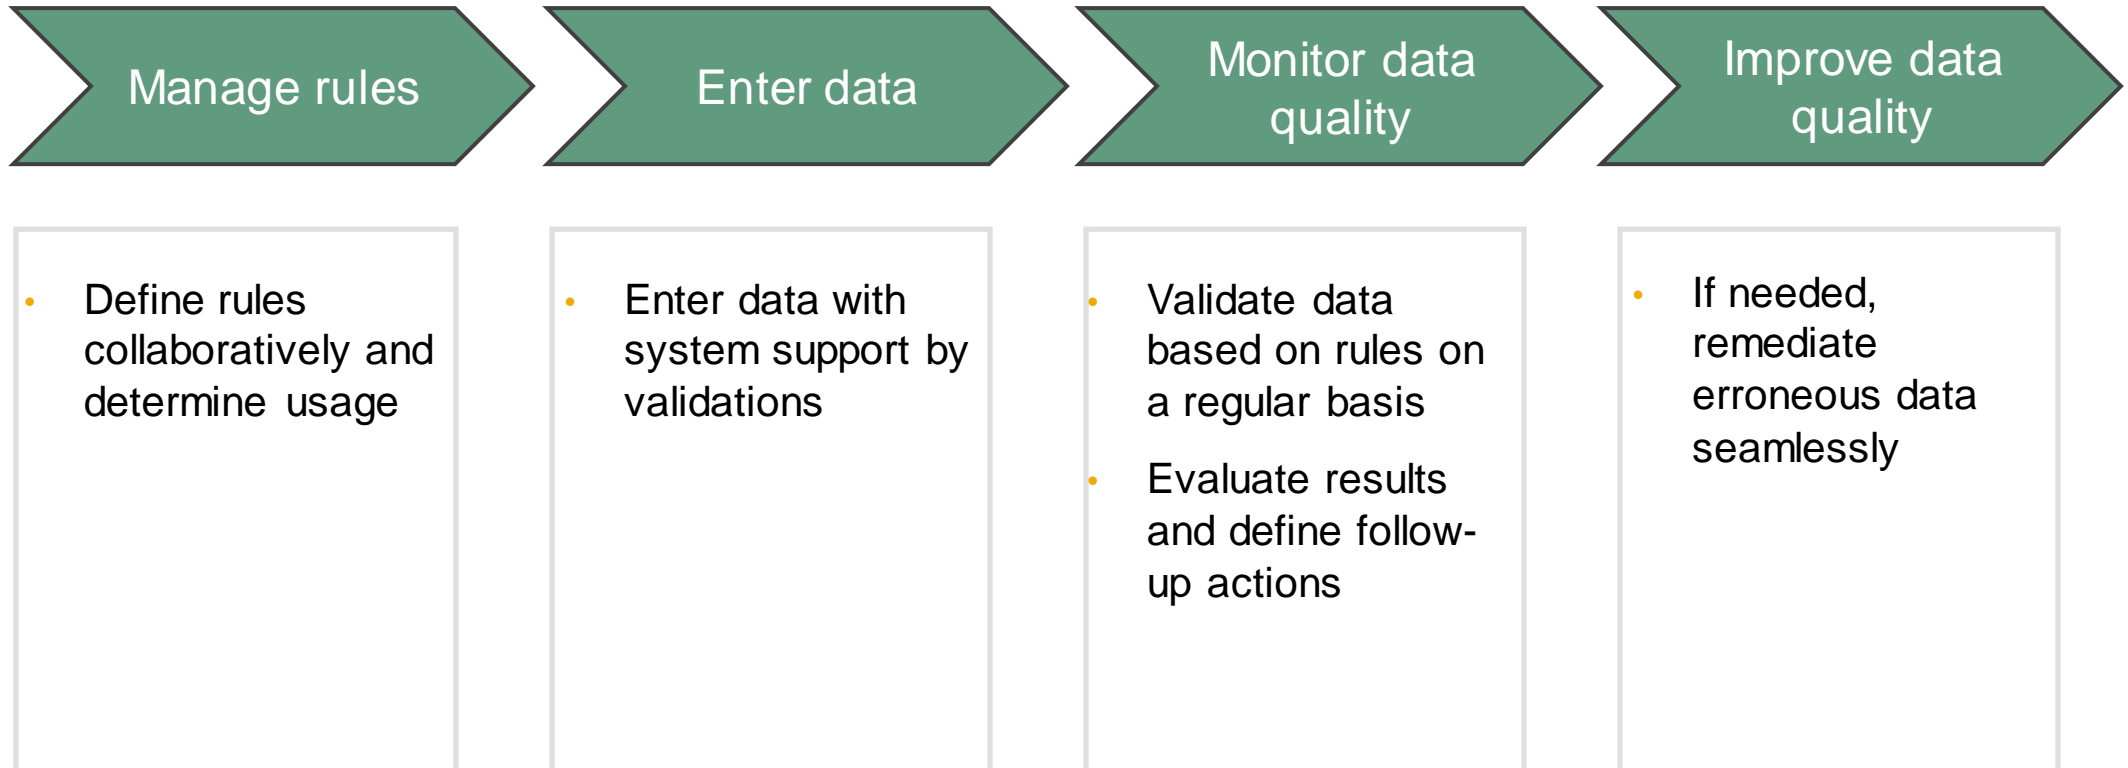 Manage rules
Enter data
Monitor data
quality
Improve data
quality
• Define rules
collaboratively and
determine usage
• Enter data with
system support by
validations
• Validate data
based on rules on
a regular basis
• Evaluate results
and define follow-
up actions
• If needed,
remediate
erroneous data
seamlessly